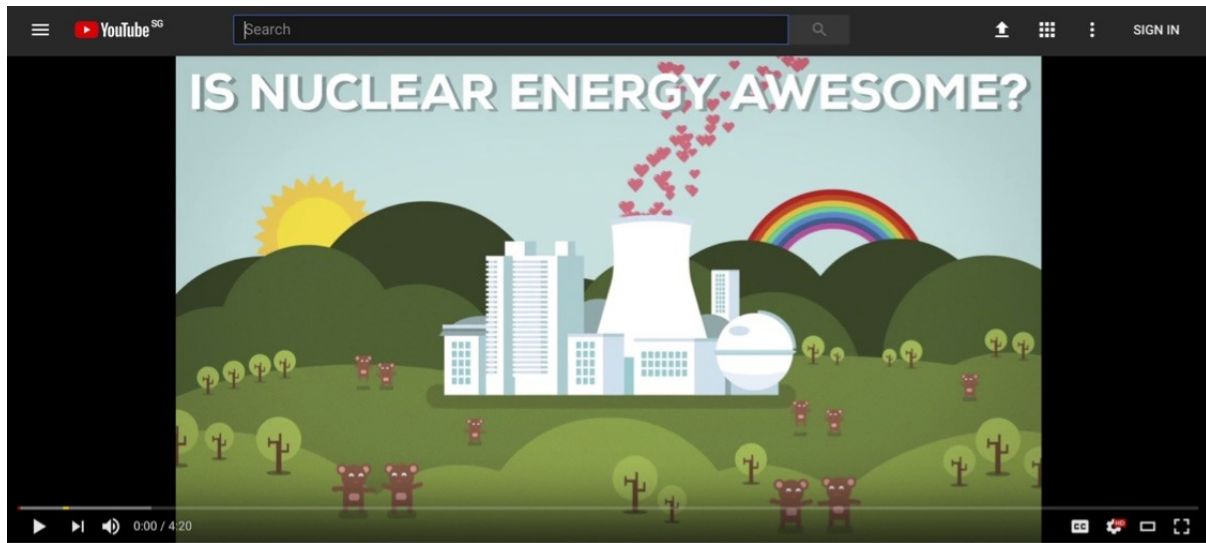 YouTube SG
Search
SIGN IN
IS NUCLEAR ENERGY AWESOME?
0:00 / 4:20
CC
HD